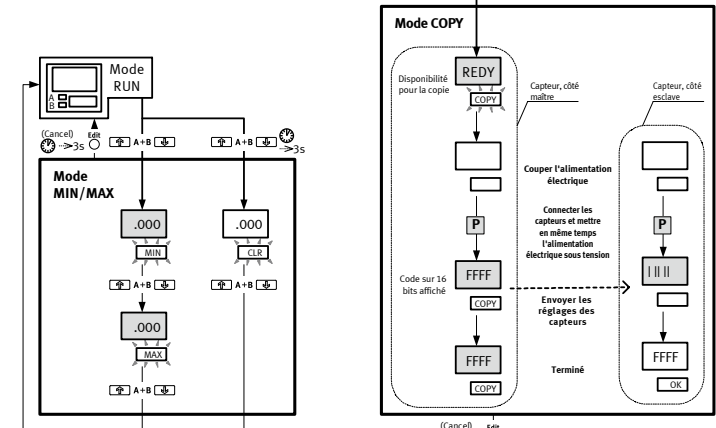 Mode
RUN
A
B
(Cancel)
->3s
Edit
A+B
A+B
->3s
Mode
MIN/MAX
.000
MIN
.000
CLR
A+B
A+B
.000
MAX
A+B
Mode COPY
Disponibilité
pour la copie
REDY
COPY
Capteur, côté
maître
Capteur, côté
esclave
Couper l'alimentation
électrique
P
Connecter les
capteurs et mettre
en même temps
l'alimentation
électrique sous tension
P
Code sur 16
bits affiché
FFFF
COPY
Envoyer les
réglages des
capteurs
FFFF
COPY
Terminé
FFFF
OK
(Cancel)
Edit